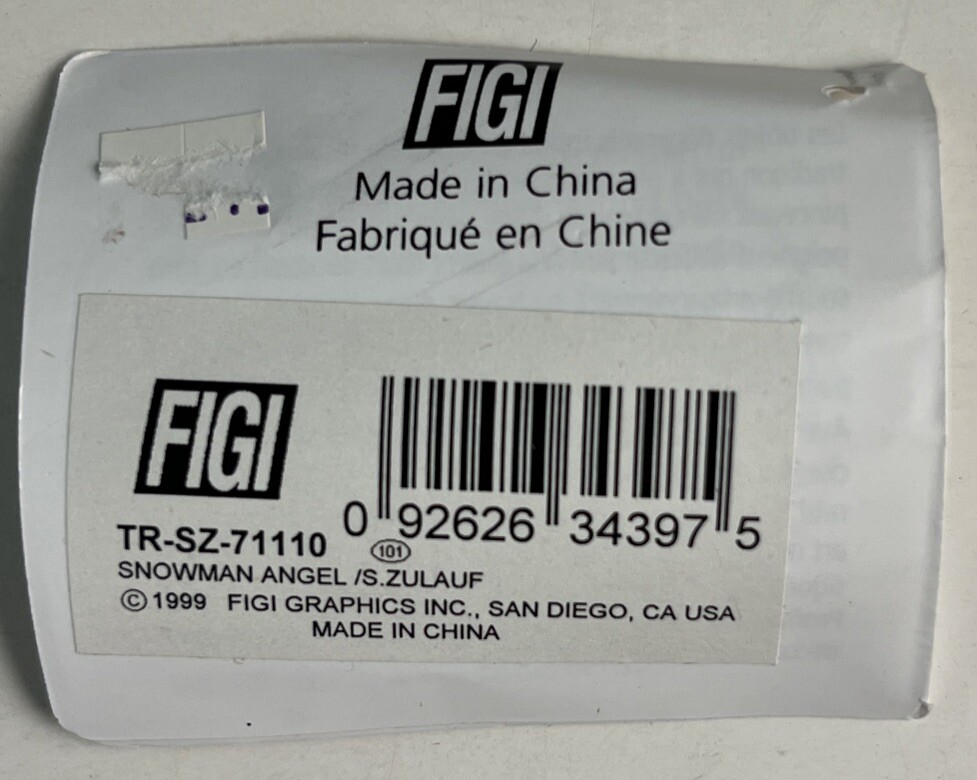 FIGI
Made in China
Fabriqué en Chine
FIGI
0 92626 34397 5
TR-SZ-71110
101
SNOWMAN ANGEL /S.ZULAUF
© 1999 FIGI GRAPHICS INC., SAN DIEGO, CA USA
MADE IN CHINA